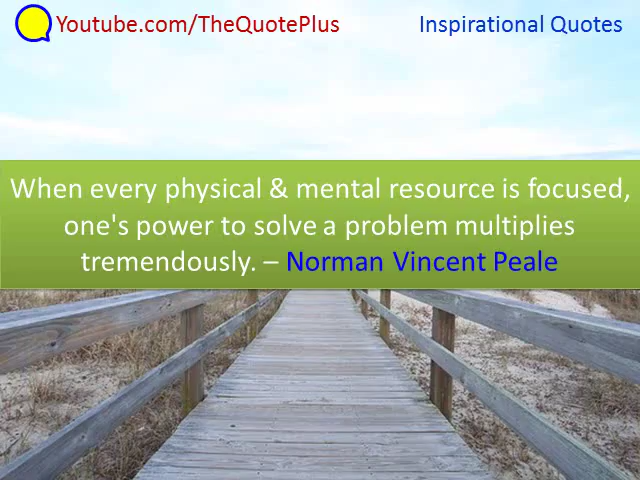 Youtube.com/TheQuotePlus
Inspirational Quotes
When every physical & mental resource is focused,
one's power to solve a problem multiplies
tremendously. – Norman Vincent Peale